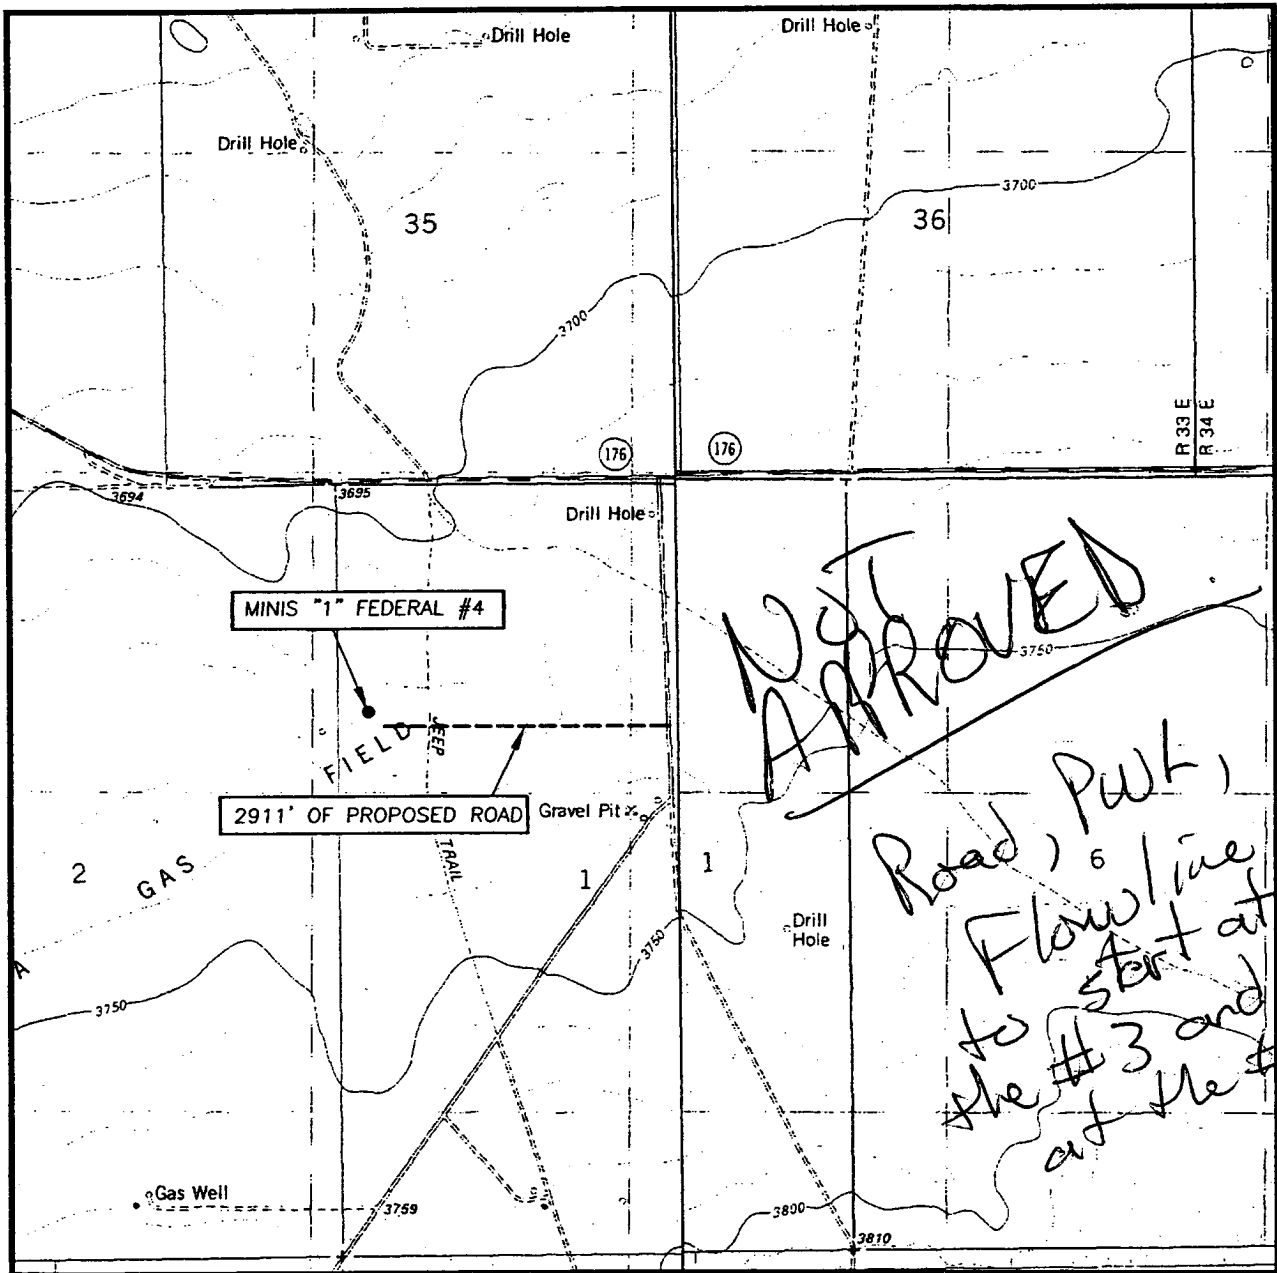 Drill Hole
Drill Hole
Drill Hole
35
36
3700
3700
R 33 E
R 34 E
176
176
3694
3695
Drill Hole
MINIS "1" FEDERAL #4
NOT
APPROVED
3750
FIELD
JEEP
2911' OF PROPOSED ROAD
Gravel Pit
TRAIL
2
GAS
1
1
6
Road,
Flowline
to start at
the #3 and
at the #
Drill
Hole
3750
3750
Gas Well
3759
3800
3810